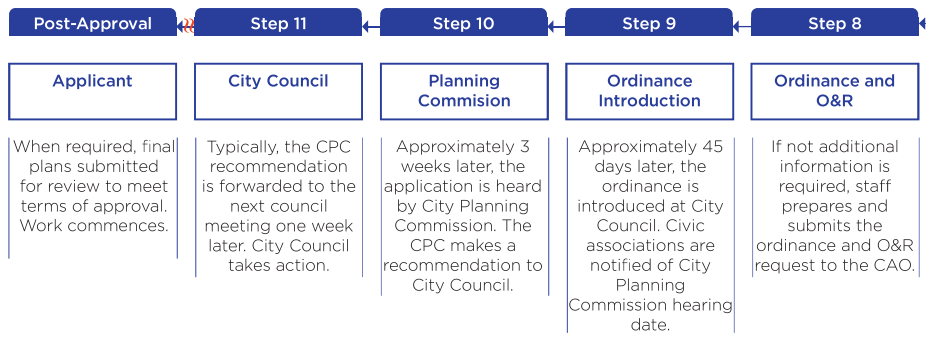 Post-Approval
Step 11
Step 10
Step 9
Step 8
Applicant
City Council
Planning
Commision
Ordinance
Introduction
Ordinance and
O&R
When required, final
plans submitted
for review to meet
terms of approval.
Work commences.
Typically, the CPC
recommendation
is forwarded to the
next council
meeting one week
later. City Council
takes action.
Approximately 3
weeks later, the
application is heard
by City Planning
Commission. The
CPC makes a
recommendation to
City Council.
Approximately 45
days later, the
ordinance is
introduced at City
Council. Civic
associations are
notified of City
Planning
Commission hearing
date.
If not additional
information is
required, staff
prepares and
submits the
ordinance and O&R
request to the CAO.